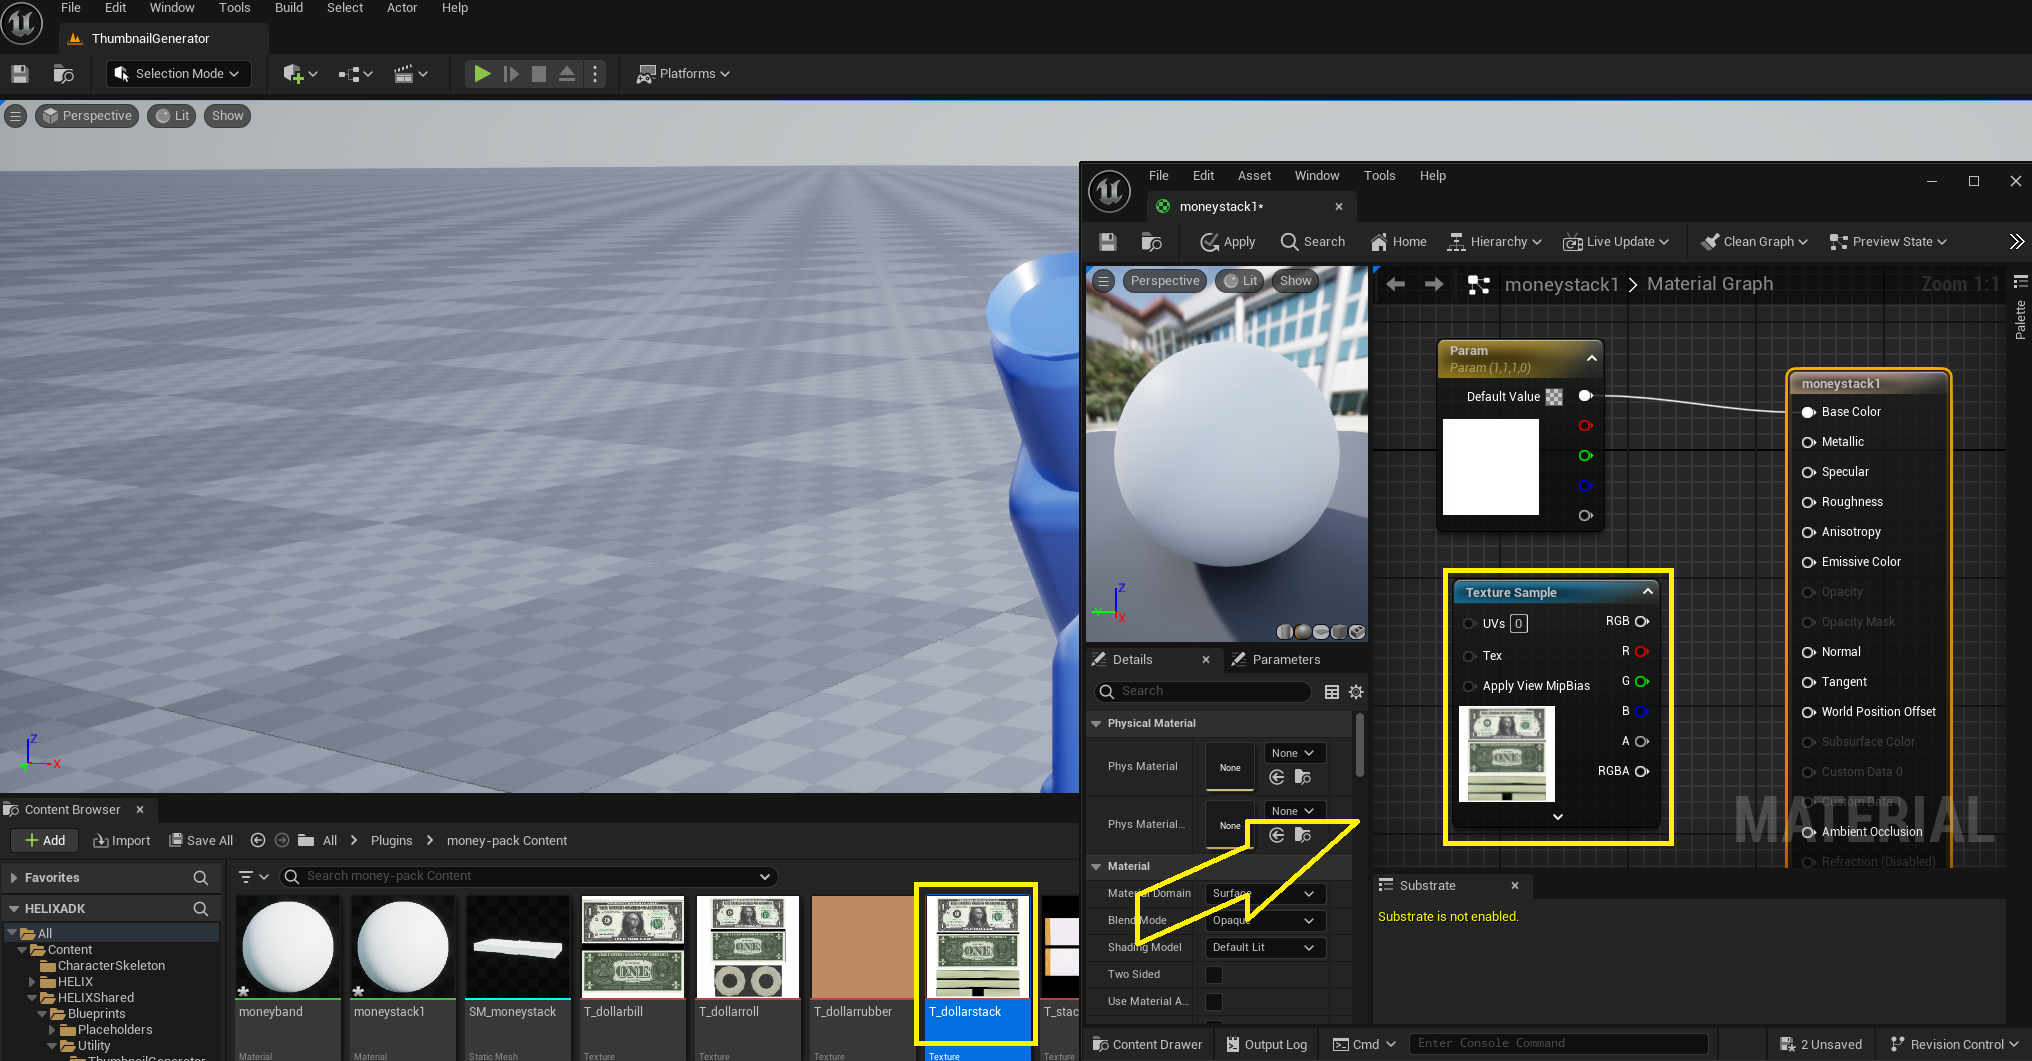 File Edit Window Tools Build Select Actor Help
ThumbnailGenerator
Selection Mode
Platforms
Perspective Lit Show
Z
X
File Edit Asset Window Tools Help
moneystack1*
Apply Search Home Hierarchy Live Update Clean Graph Preview State
Perspective Lit Show
Z
Y
X
moneystack1 > Material Graph
Zoom 1:1
Palette
Param
Param (1,1,1,0)
Default Value
Texture Sample
UVs 0 RGB
Tex R
Apply View MipBias G
B
A
RGBA
moneystack1
Base Color
Metallic
Specular
Roughness
Anisotropy
Emissive Color
Opacity
Opacity Mask
Normal
Tangent
World Position Offset
Subsurface Color
Custom Data 0
Custom Data 1
Ambient Occlusion
Refraction (Disabled)
MATERIAL
Details Parameters
Search
Physical Material
Phys Material None None
Phys Material... None None
Material
Material Domain Surface
Blend Mode Opaque
Shading Model Default Lit
Two Sided
Use Material A...
Substrate
Substrate is not enabled.
Content Browser
Add Import Save All All > Plugins > money-pack Content
Favorites
HELIXADK
All
Content
CharacterSkeleton
HELIX
HELIXShared
Blueprints
Placeholders
Utility
ThumbnailGenerator
Search money-pack Content
moneyband
Material
moneystack1
Material
SM_moneystack
Static Mesh
T_dollarbill
Texture
T_dollarroll
Texture
T_dollarrubber
Texture
T_dollarstack
Texture
T_stac
Texture
ONE
ONE
ONE
ONE
Content Drawer Output Log Cmd Enter Console Command 2 Unsaved Revision Control